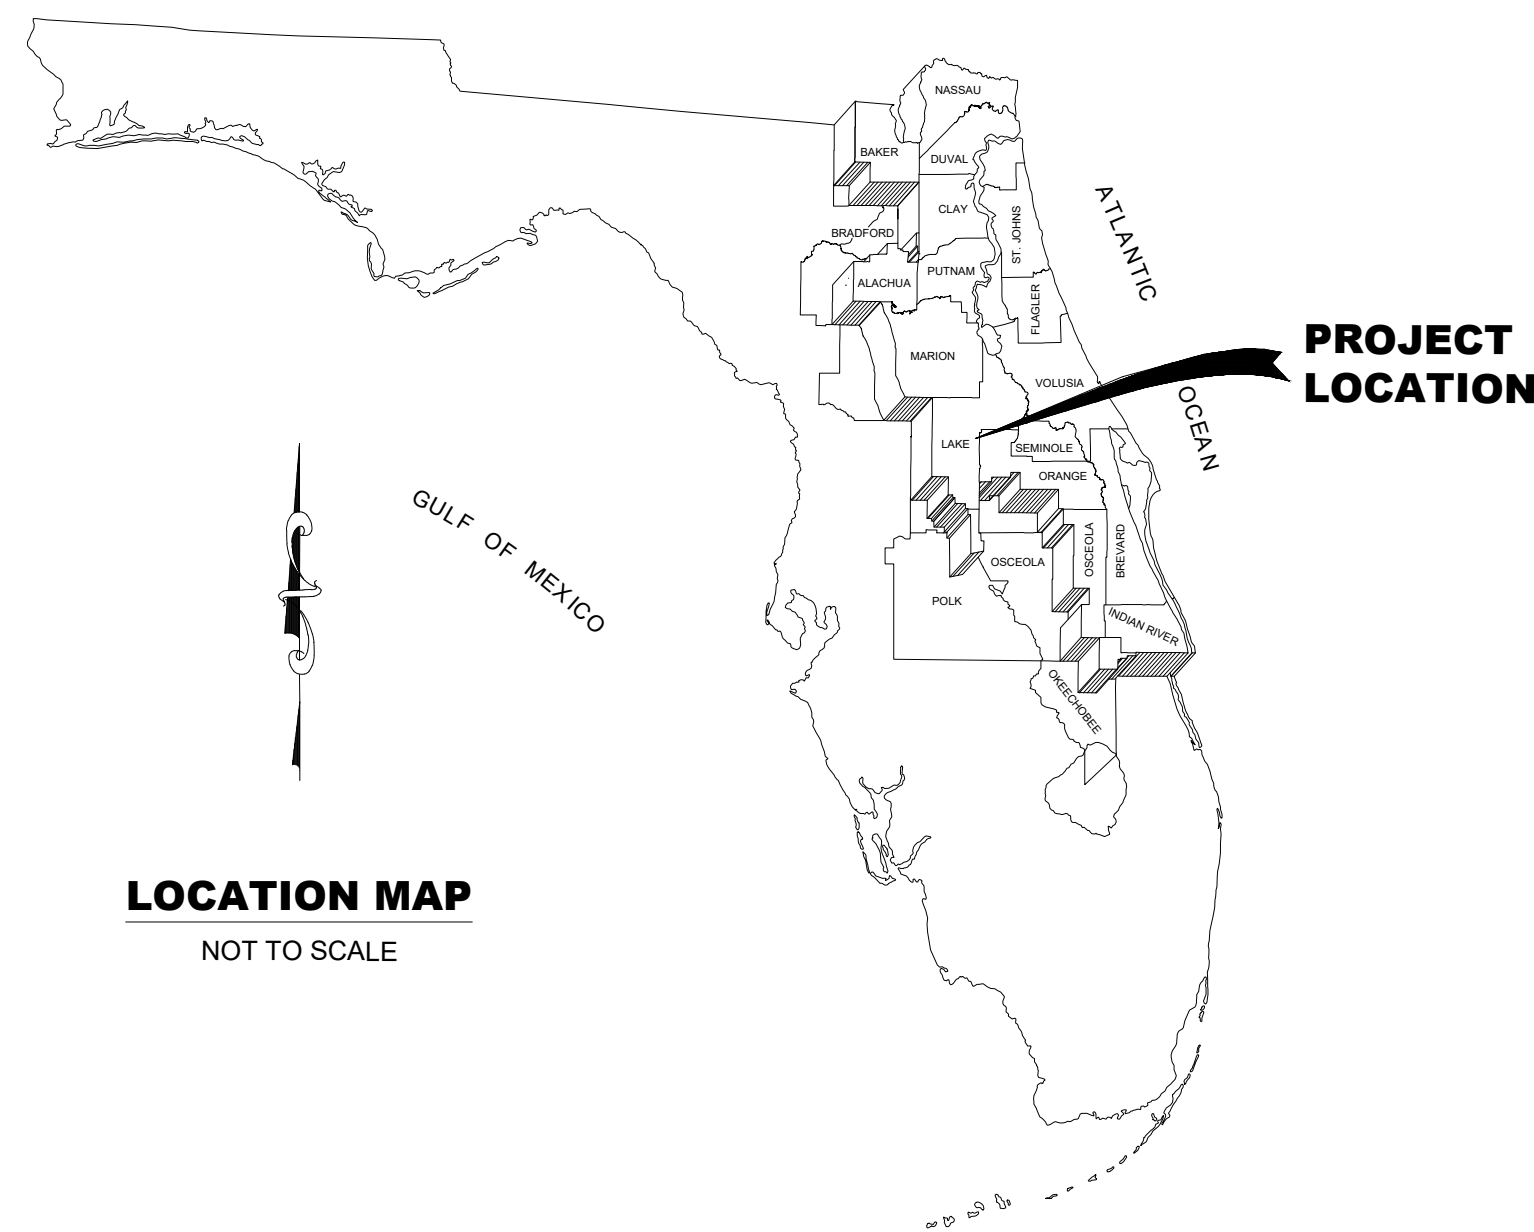 NASSAU
BAKER
DUVAL
CLAY
ST. JOHNS
BRADFORD
PUTNAM
ALACHUA
FLAGLER
MARION
VOLUSIA
LAKE
SEMINOLE
ORANGE
OSCEOLA
OSCEOLA
BREVARD
POLK
INDIAN RIVER
OKEECHOBEE
ATLANTIC
OCEAN
PROJECT
LOCATION
GULF OF MEXICO
LOCATION MAP
NOT TO SCALE